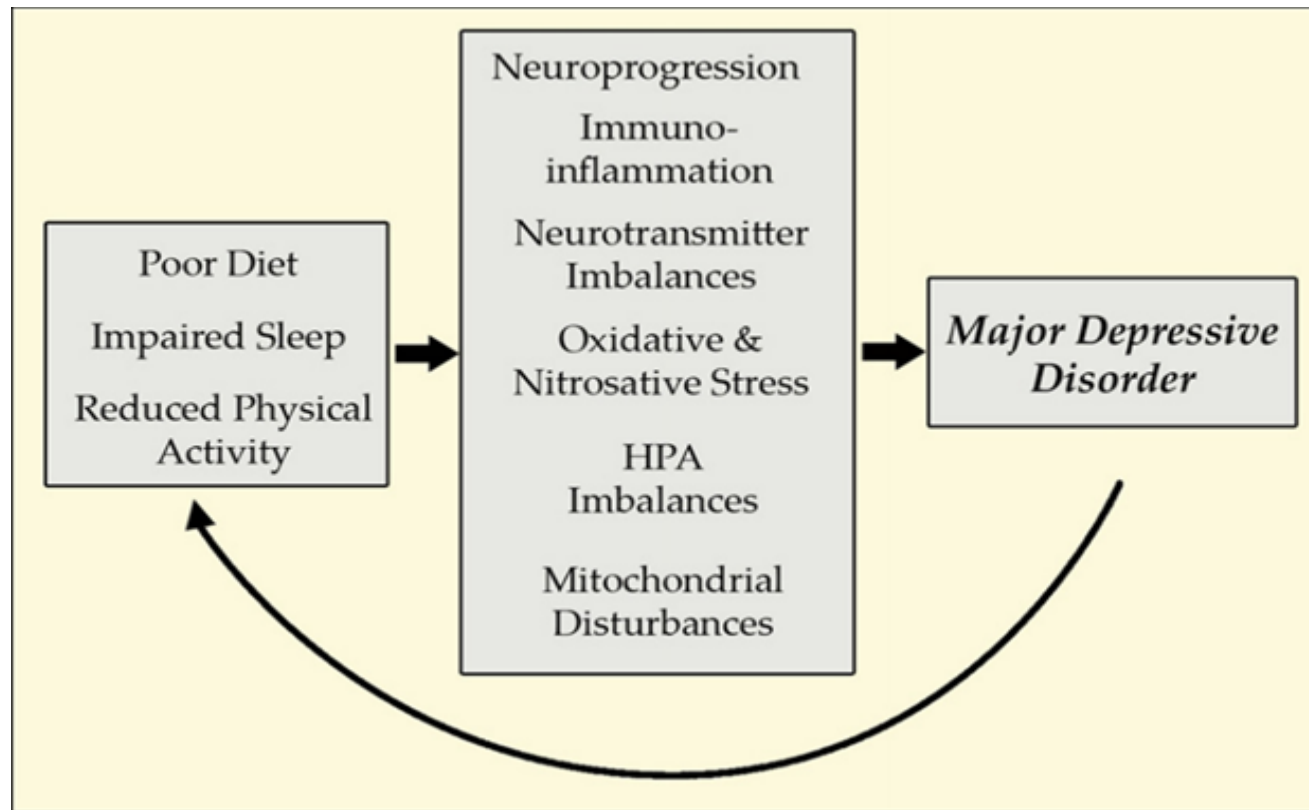 Poor Diet
Impaired Sleep
Reduced Physical
Activity
Neuroprogression
Immuno-
inflammation
Neurotransmitter
Imbalances
Oxidative &
Nitrosative Stress
HPA
Imbalances
Mitochondrial
Disturbances
Major Depressive
Disorder